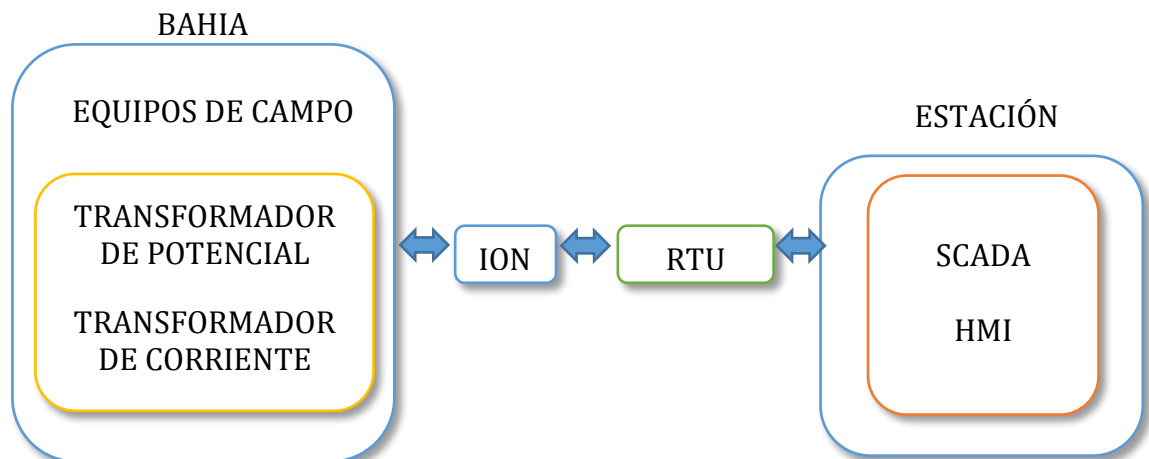 BAHIA
EQUIPOS DE CAMPO
TRANSFORMADOR
DE POTENCIAL
TRANSFORMADOR
DE CORRIENTE
ION
RTU
ESTACIÓN
SCADA
HMI